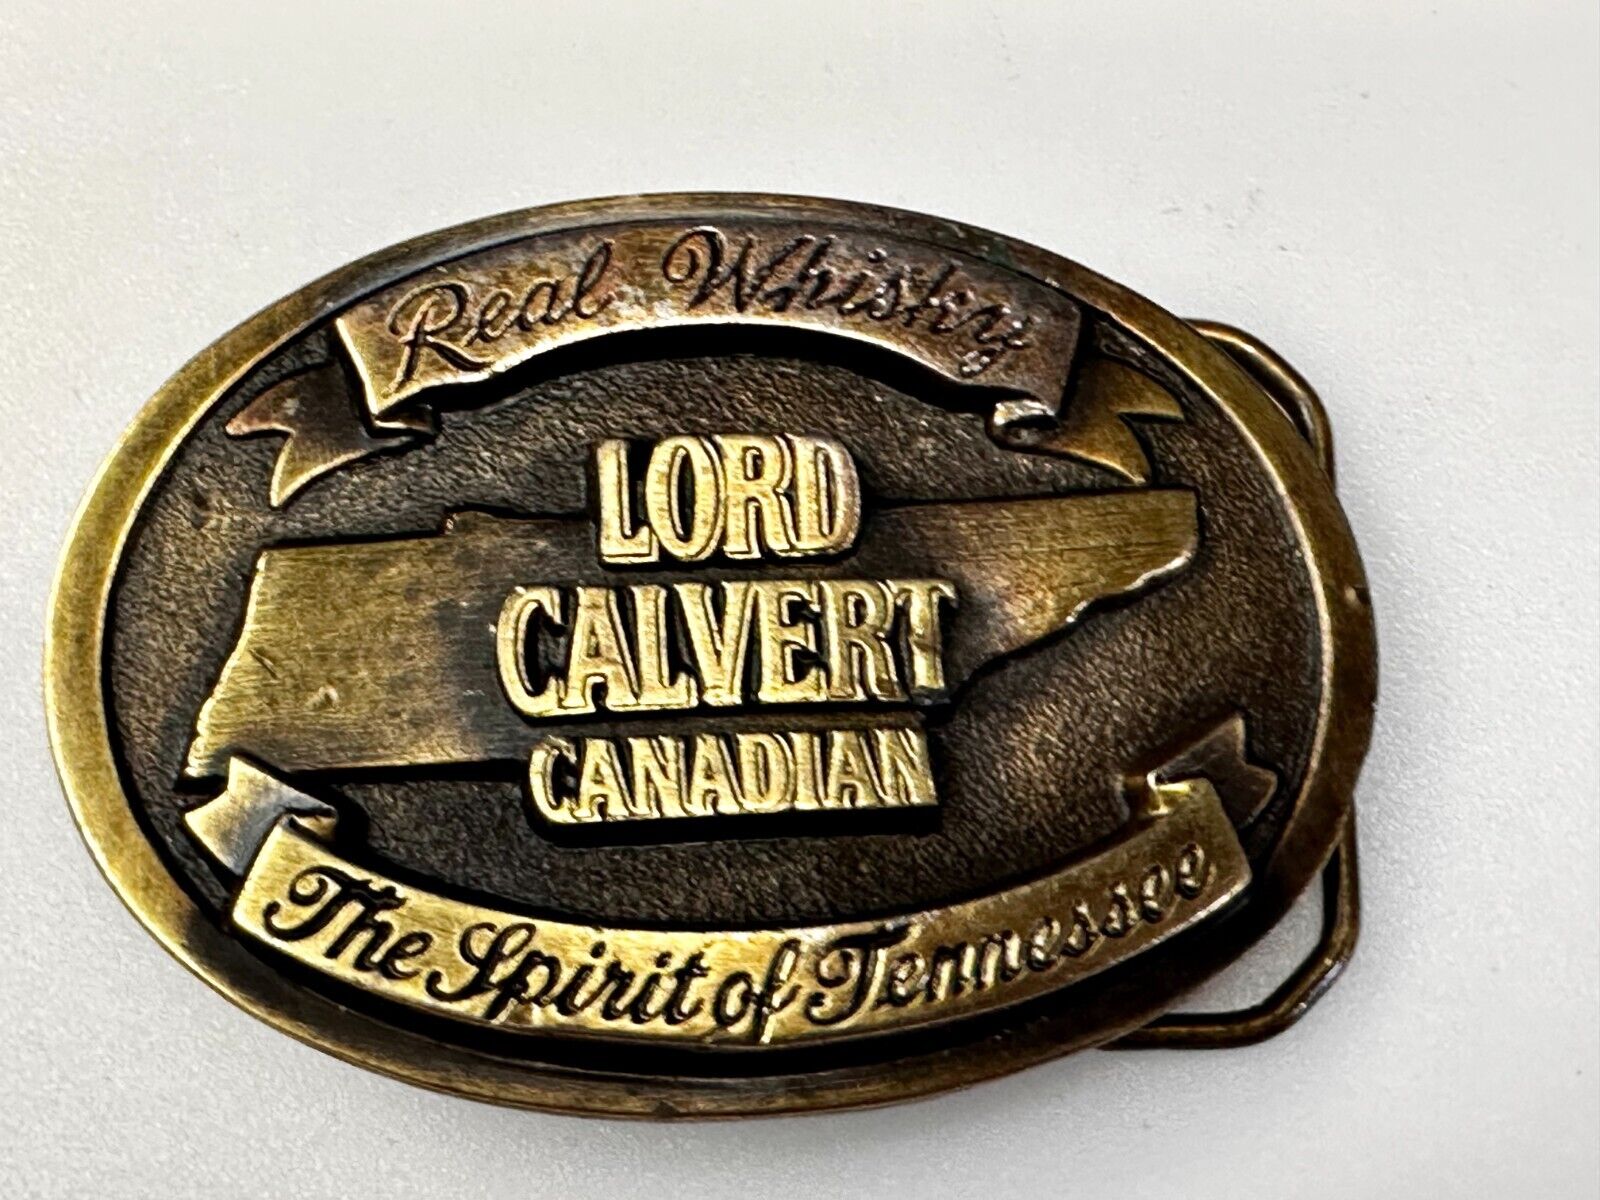 Real Whisky
LORD
CALVERT
CANADIAN
The Spirit of Tennessee